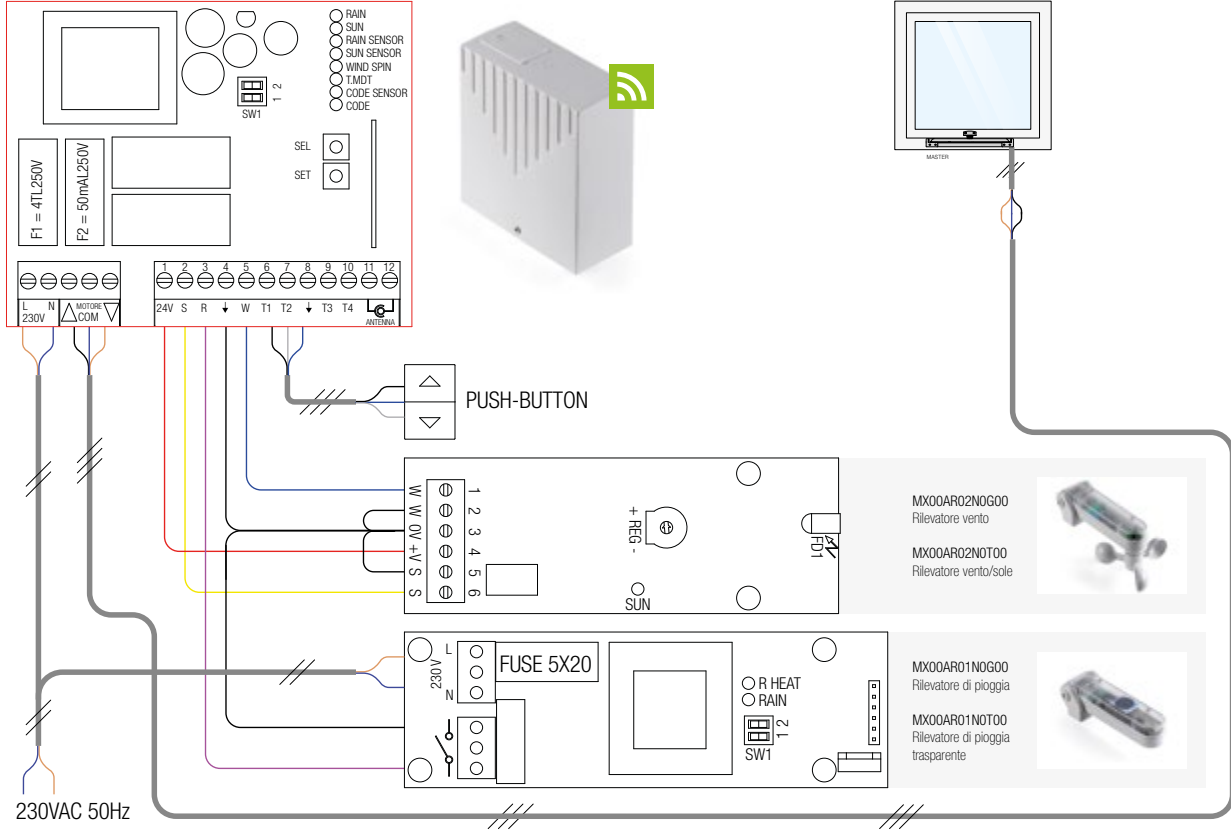 RAIN
SUN
RAIN SENSOR
SUN SENSOR
WIND SPIN
T.MDT
CODE SENSOR
CODE
1 2
SW1
SEL
SET
F1 = 4TL250V
F2 = 50mAL250V
1 2 3 4 5 6 7 8 9 10 11 12
L N
230V
MOTORE
COM
24V S R W T1 T2 T3 T4
ANTENNA
MASTER
PUSH-BUTTON
W 1
W 2
0V 3
+V 4
S 5
S 6
+ REG -
FD1
SUN
MX00AR02N0G00
Rilevatore vento
MX00AR02N0T00
Rilevatore vento/sole
L
230V
N
FUSE 5X20
R HEAT
RAIN
1 2
SW1
MX00AR01N0G00
Rilevatore di pioggia
MX00AR01N0T00
Rilevatore di pioggia
trasparente
230VAC 50Hz